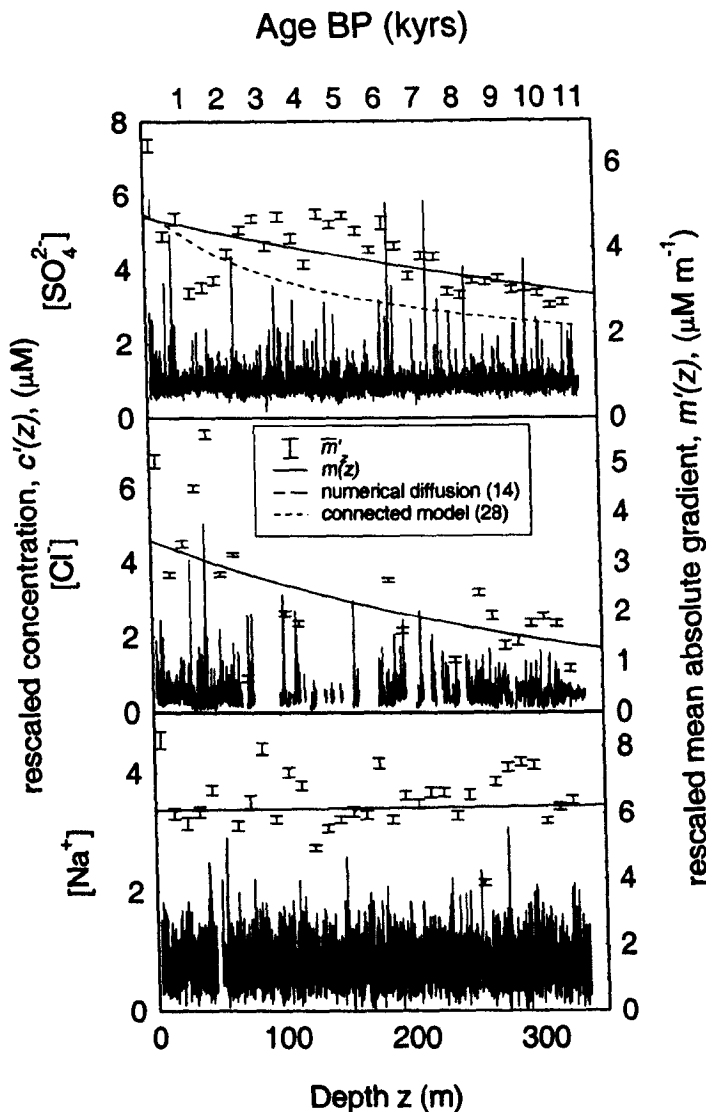 Age BP (kyrs)
1 2 3 4 5 6 7 8 9 10 11
8
6
4
2
0
6
4
2
0
[SO₄²⁻]
6
4
2
0
5
4
3
2
1
0
[Cl⁻]
m̄'z
m(z)
numerical diffusion (14)
connected model (28)
4
2
0
8
6
4
2
0
[Na⁺]
rescaled concentration, c'(z), (μM)
rescaled mean absolute gradient, m'(z), (μM m⁻¹)
0 100 200 300
Depth z (m)